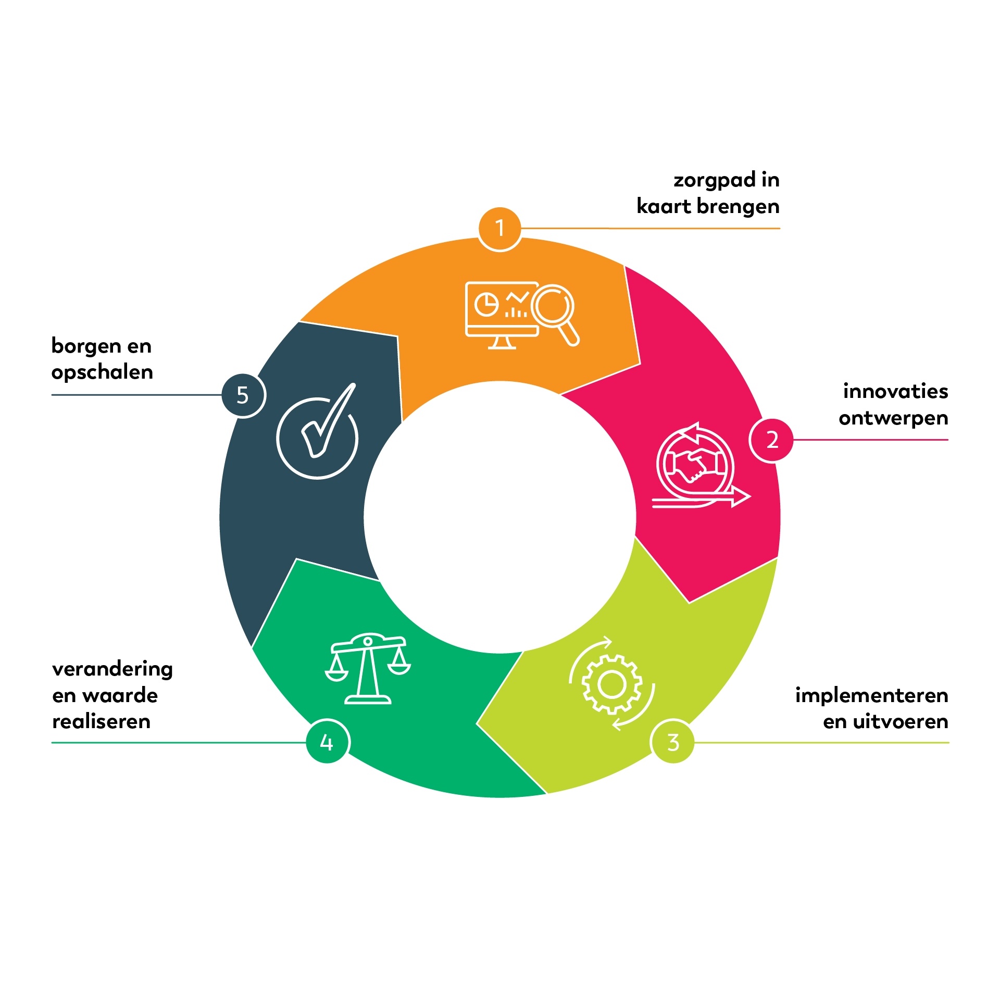 1
zorgpad in
kaart brengen
2
innovaties
ontwerpen
3
implementeren
en uitvoeren
4
verandering
en waarde
realiseren
5
borgen en
opschalen